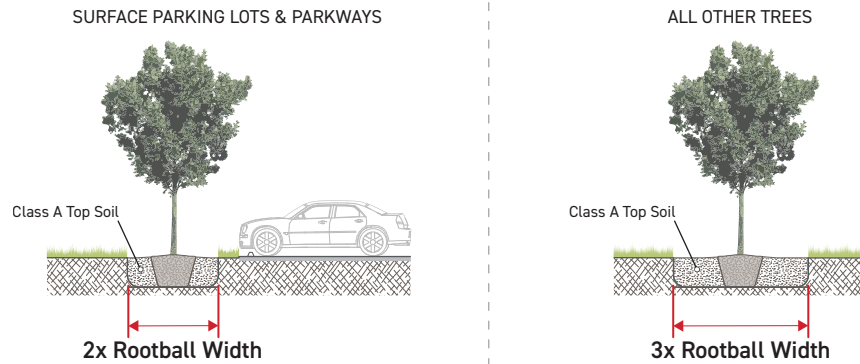 SURFACE PARKING LOTS & PARKWAYS
Class A Top Soil
2x Rootball Width
ALL OTHER TREES
Class A Top Soil
3x Rootball Width